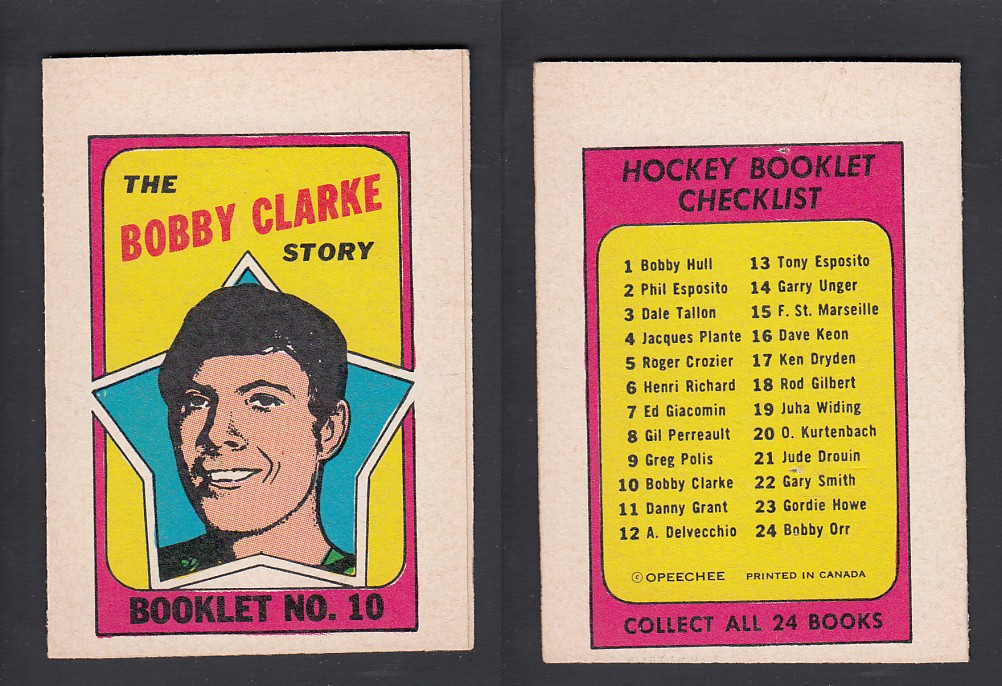 THE
BOBBY CLARKE
STORY
BOOKLET NO. 10
HOCKEY BOOKLET
CHECKLIST
1 Bobby Hull
2 Phil Esposito
3 Dale Tallon
4 Jacques Plante
5 Roger Crozier
6 Henri Richard
7 Ed Giacomin
8 Gil Perreault
9 Greg Polis
10 Bobby Clarke
11 Danny Grant
12 A. Delvecchio
13 Tony Esposito
14 Garry Unger
15 F. St. Marseille
16 Dave Keon
17 Ken Dryden
18 Rod Gilbert
19 Juha Widing
20 O. Kurtenbach
21 Jude Drouin
22 Gary Smith
23 Gordie Howe
24 Bobby Orr
© OPEECHEE PRINTED IN CANADA
COLLECT ALL 24 BOOKS